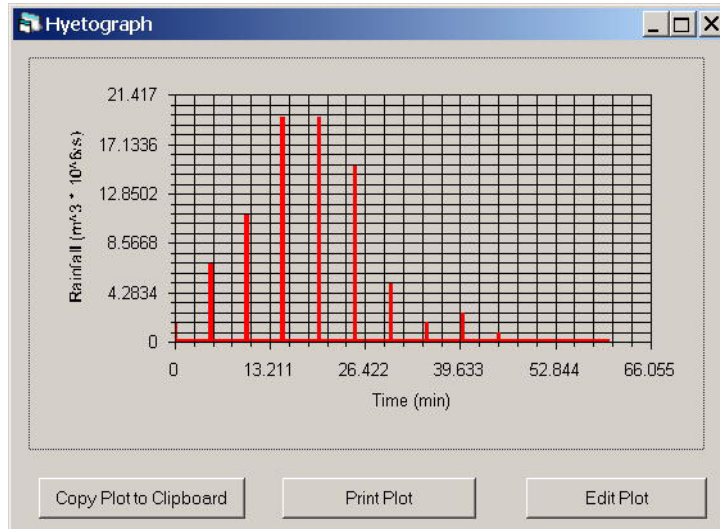 Hyetograph
21.417
17.1336
12.8502
8.5668
4.2834
0
Rainfall (m^3 * 10^6/s)
0 13.211 26.422 39.633 52.844 66.055
Time (min)
Copy Plot to Clipboard Print Plot Edit Plot